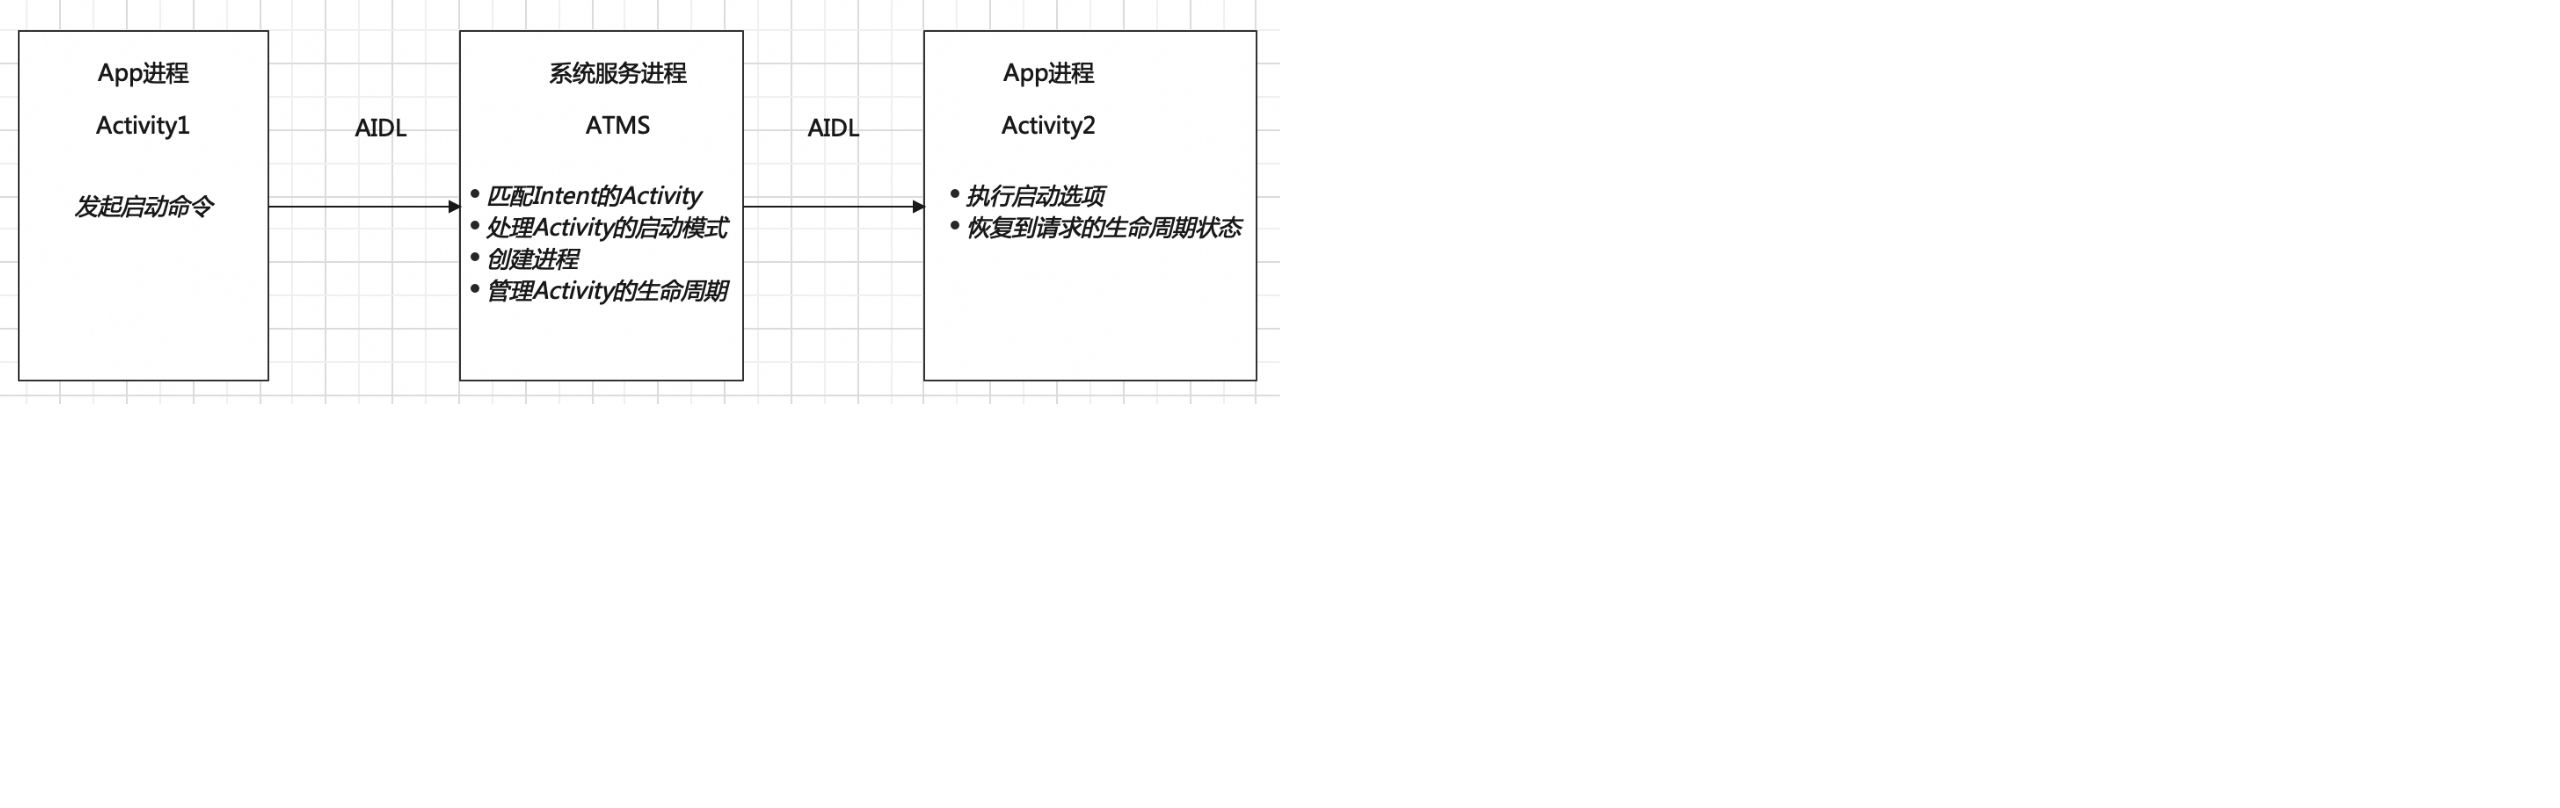 App进程
Activity1
发起启动命令
AIDL
系统服务进程
ATMS
• 匹配Intent的Activity
• 处理Activity的启动模式
• 创建进程
• 管理Activity的生命周期
AIDL
App进程
Activity2
• 执行启动选项
• 恢复到请求的生命周期状态